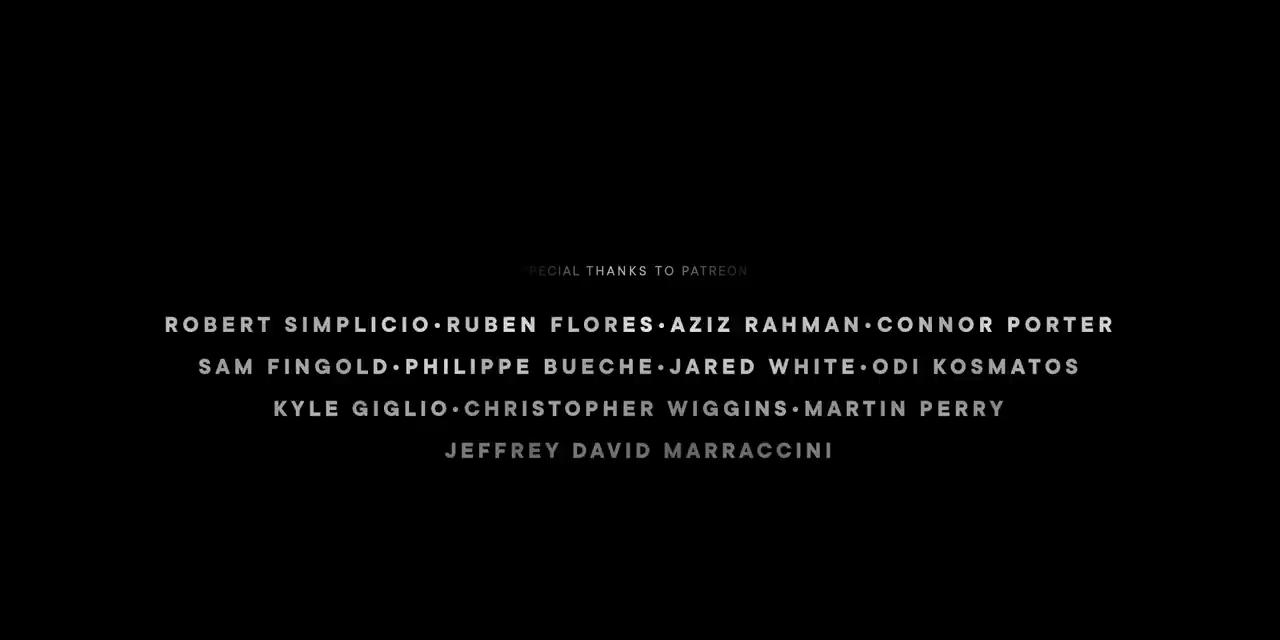 SPECIAL THANKS TO PATREON
ROBERT SIMPLICIO•RUBEN FLORES•AZIZ RAHMAN•CONNOR PORTER
SAM FINGOLD•PHILIPPE BUECHE•JARED WHITE•ODI KOSMATOS
KYLE GIGLIO•CHRISTOPHER WIGGINS•MARTIN PERRY
JEFFREY DAVID MARRACCINI